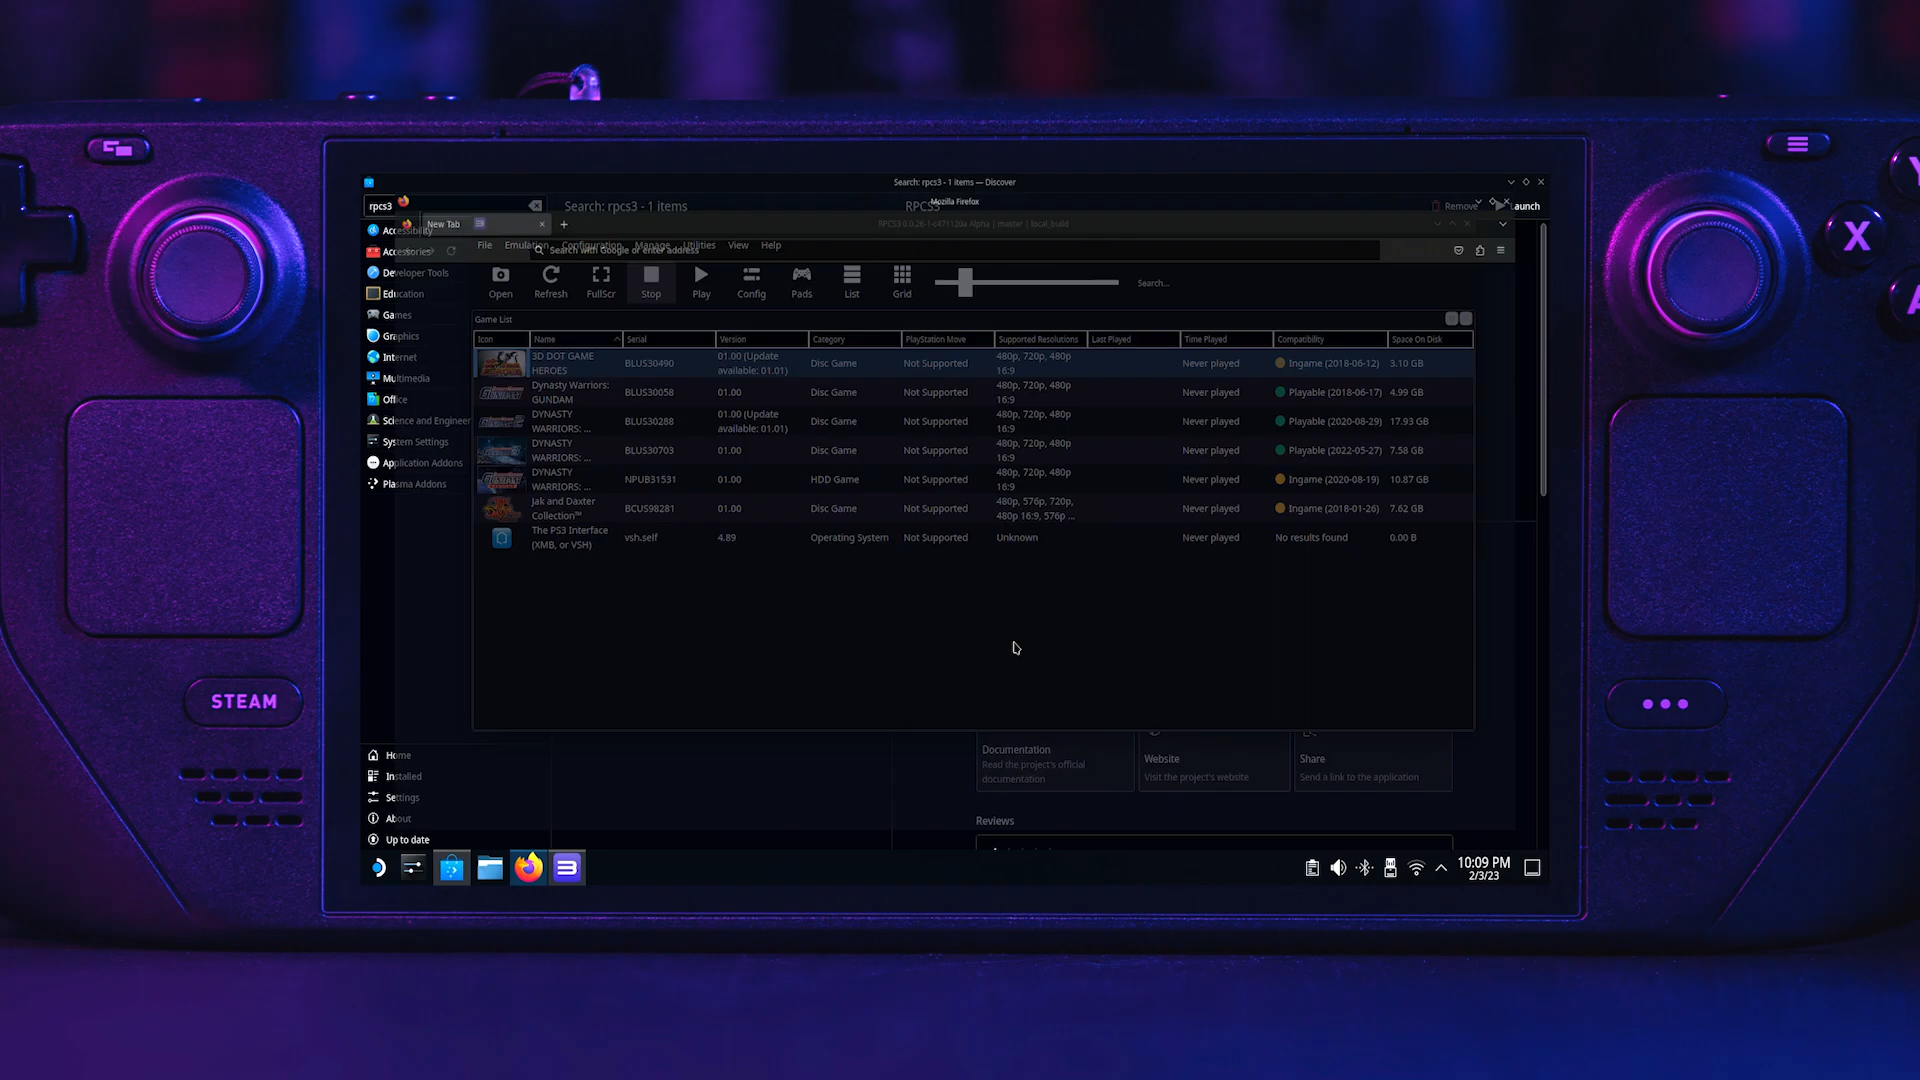 Search: rpcs3 - 1 items — Discover
rpcs3
Search: rpcs3 - 1 items
RPCS3
Mozilla Firefox
Remove
Launch
New Tab
RPCS3 0.0.26-1-c471120a Alpha | master | local_build
File Emulation Configuration Manage Utilities View Help
Search with Google or enter address
Open Refresh FullScr Stop Play Config Pads List Grid
Search...
Accessibility
Accessories
Developer Tools
Education
Games
Graphics
Internet
Multimedia
Office
Science and Engineer
System Settings
Application Addons
Plasma Addons
Game List
Icon Name Serial Version Category PlayStation Move Supported Resolutions Last Played Time Played Compatibility Space On Disk
3D DOT GAME HEROES BLUS30490 01.00 (Update available: 01.01) Disc Game Not Supported 480p, 720p, 480p 16:9 Never played Ingame (2018-06-12) 3.10 GB
Dynasty Warriors: GUNDAM BLUS30058 01.00 Disc Game Not Supported 480p, 720p, 480p 16:9 Never played Playable (2018-06-17) 4.99 GB
DYNASTY WARRIORS: ... BLUS30288 01.00 (Update available: 01.01) Disc Game Not Supported 480p, 720p, 480p 16:9 Never played Playable (2020-08-29) 17.93 GB
DYNASTY WARRIORS: ... BLUS30703 01.00 Disc Game Not Supported 480p, 720p, 480p 16:9 Never played Playable (2022-05-27) 7.58 GB
DYNASTY WARRIORS: ... NPUB31531 01.00 HDD Game Not Supported 480p, 720p, 480p 16:9 Never played Ingame (2020-08-19) 10.87 GB
Jak and Daxter Collection™ BCUS98281 01.00 Disc Game Not Supported 480p, 576p, 720p, 480p 16:9, 576p ... Never played Ingame (2018-01-26) 7.62 GB
The PS3 Interface (XMB, or VSH) vsh.self 4.89 Operating System Not Supported Unknown Never played No results found 0.00 B
Documentation
Read the project's official
documentation
Website
Visit the project's website
Share
Send a link to the application
Reviews
Home
Installed
Settings
About
Up to date
10:09 PM
2/3/23
STEAM
X
Y
A